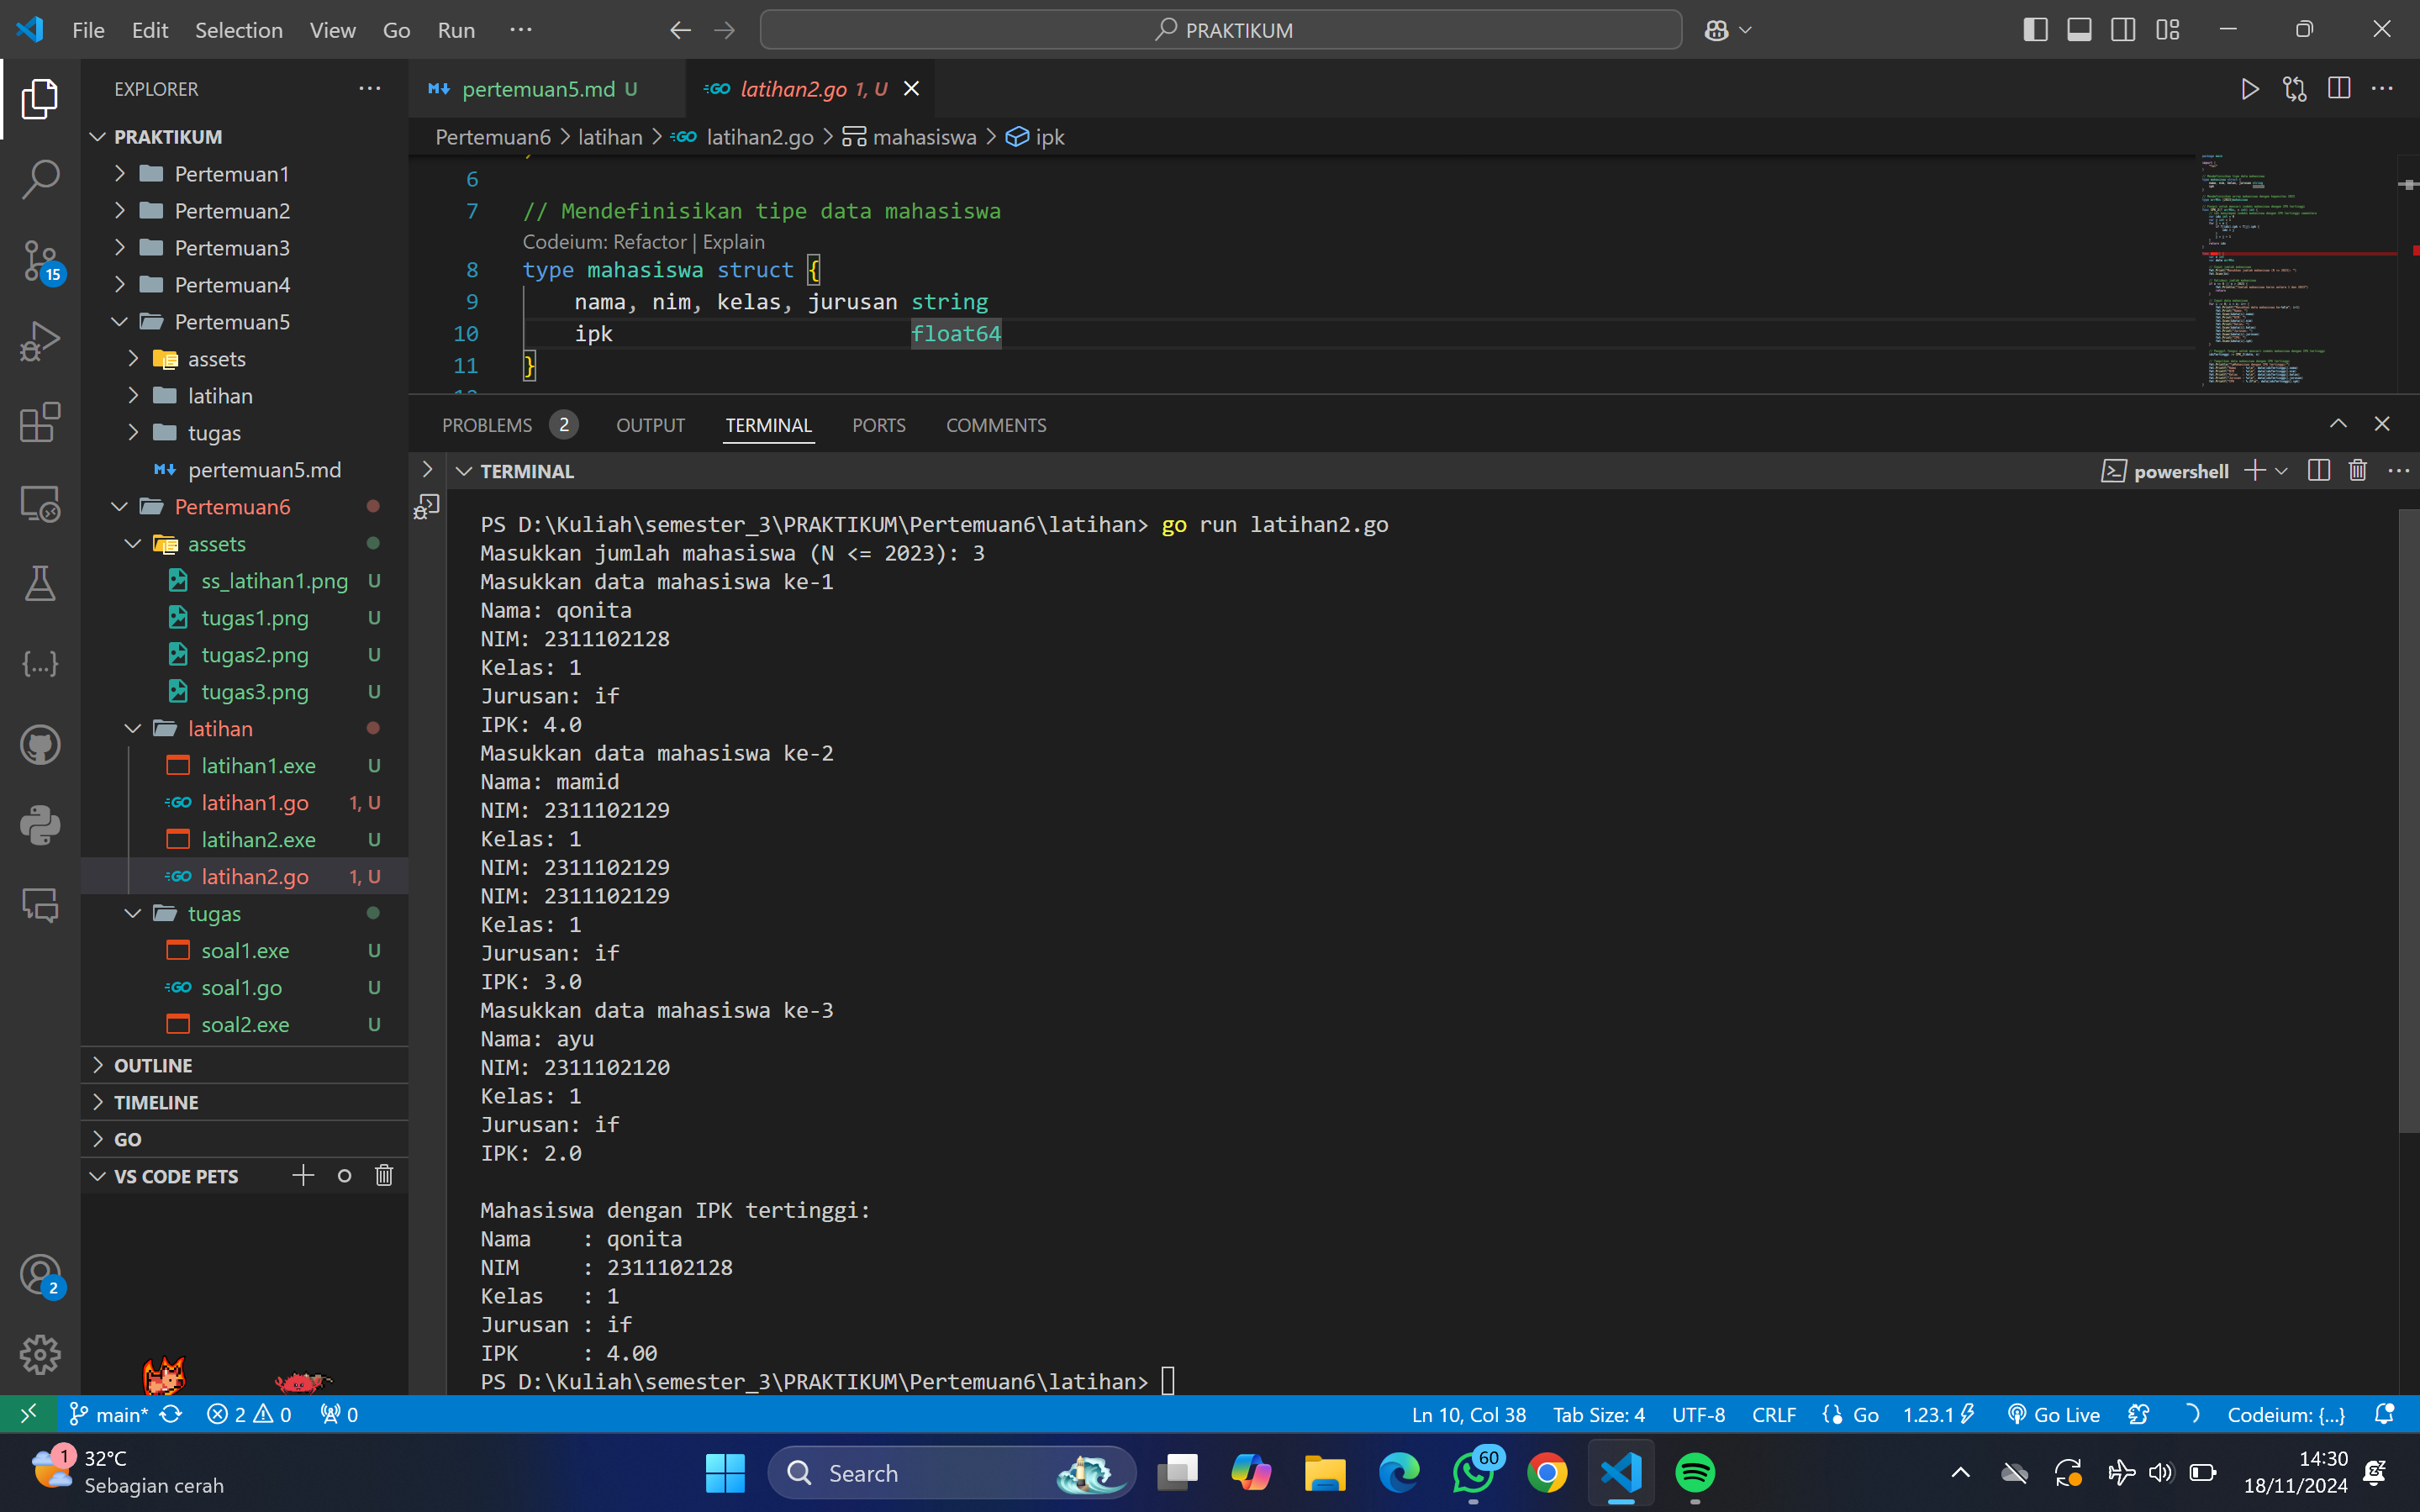 File Edit Selection View Go Run ··· PRAKTIKUM
EXPLORER ···
PRAKTIKUM
Pertemuan1
Pertemuan2
Pertemuan3
Pertemuan4
Pertemuan5
assets
latihan
tugas
pertemuan5.md
Pertemuan6
assets
ss_latihan1.png U
tugas1.png U
tugas2.png U
tugas3.png U
latihan
latihan1.exe U
latihan1.go 1, U
latihan2.exe U
latihan2.go 1, U
tugas
soal1.exe U
soal1.go U
soal2.exe U
OUTLINE
TIMELINE
GO
VS CODE PETS
15
2
pertemuan5.md U latihan2.go 1, U
Pertemuan6 > latihan > latihan2.go > mahasiswa > ipk
6
7 // Mendefinisikan tipe data mahasiswa
Codeium: Refactor | Explain
8 type mahasiswa struct {
9 nama, nim, kelas, jurusan string
10 ipk float64
11 }
PROBLEMS 2 OUTPUT TERMINAL PORTS COMMENTS
TERMINAL powershell
PS D:\Kuliah\semester_3\PRAKTIKUM\Pertemuan6\latihan> go run latihan2.go
Masukkan jumlah mahasiswa (N <= 2023): 3
Masukkan data mahasiswa ke-1
Nama: qonita
NIM: 2311102128
Kelas: 1
Jurusan: if
IPK: 4.0
Masukkan data mahasiswa ke-2
Nama: mamid
NIM: 2311102129
Kelas: 1
NIM: 2311102129
NIM: 2311102129
Kelas: 1
Jurusan: if
IPK: 3.0
Masukkan data mahasiswa ke-3
Nama: ayu
NIM: 2311102120
Kelas: 1
Jurusan: if
IPK: 2.0
Mahasiswa dengan IPK tertinggi:
Nama    : qonita
NIM     : 2311102128
Kelas   : 1
Jurusan : if
IPK     : 4.00
PS D:\Kuliah\semester_3\PRAKTIKUM\Pertemuan6\latihan>
main* 2 0 0 Ln 10, Col 38 Tab Size: 4 UTF-8 CRLF Go 1.23.1 Go Live Codeium: {...}
1 32°C
Sebagian cerah
Search
60
14:30
18/11/2024